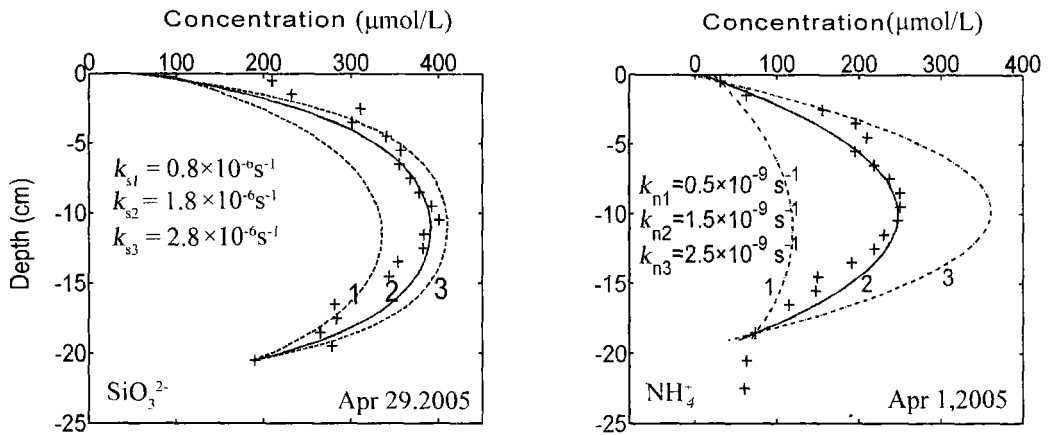 Concentration (μmol/L)
0 100 200 300 400
0
-5
-10
-15
-20
-25
Depth (cm)
k_s1 = 0.8×10⁻⁶s⁻¹
k_s2 = 1.8×10⁻⁶s⁻¹
k_s3 = 2.8×10⁻⁶s⁻¹
1 2 3
SiO₃²⁻ Apr 29.2005
Concentration(μmol/L)
0 100 200 300 400
0
-5
-10
-15
-20
-25
k_n1=0.5×10⁻⁹ s⁻¹
k_n2=1.5×10⁻⁹ s⁻¹
k_n3=2.5×10⁻⁹ s⁻¹
1 2 3
NH₄⁺ Apr 1,2005